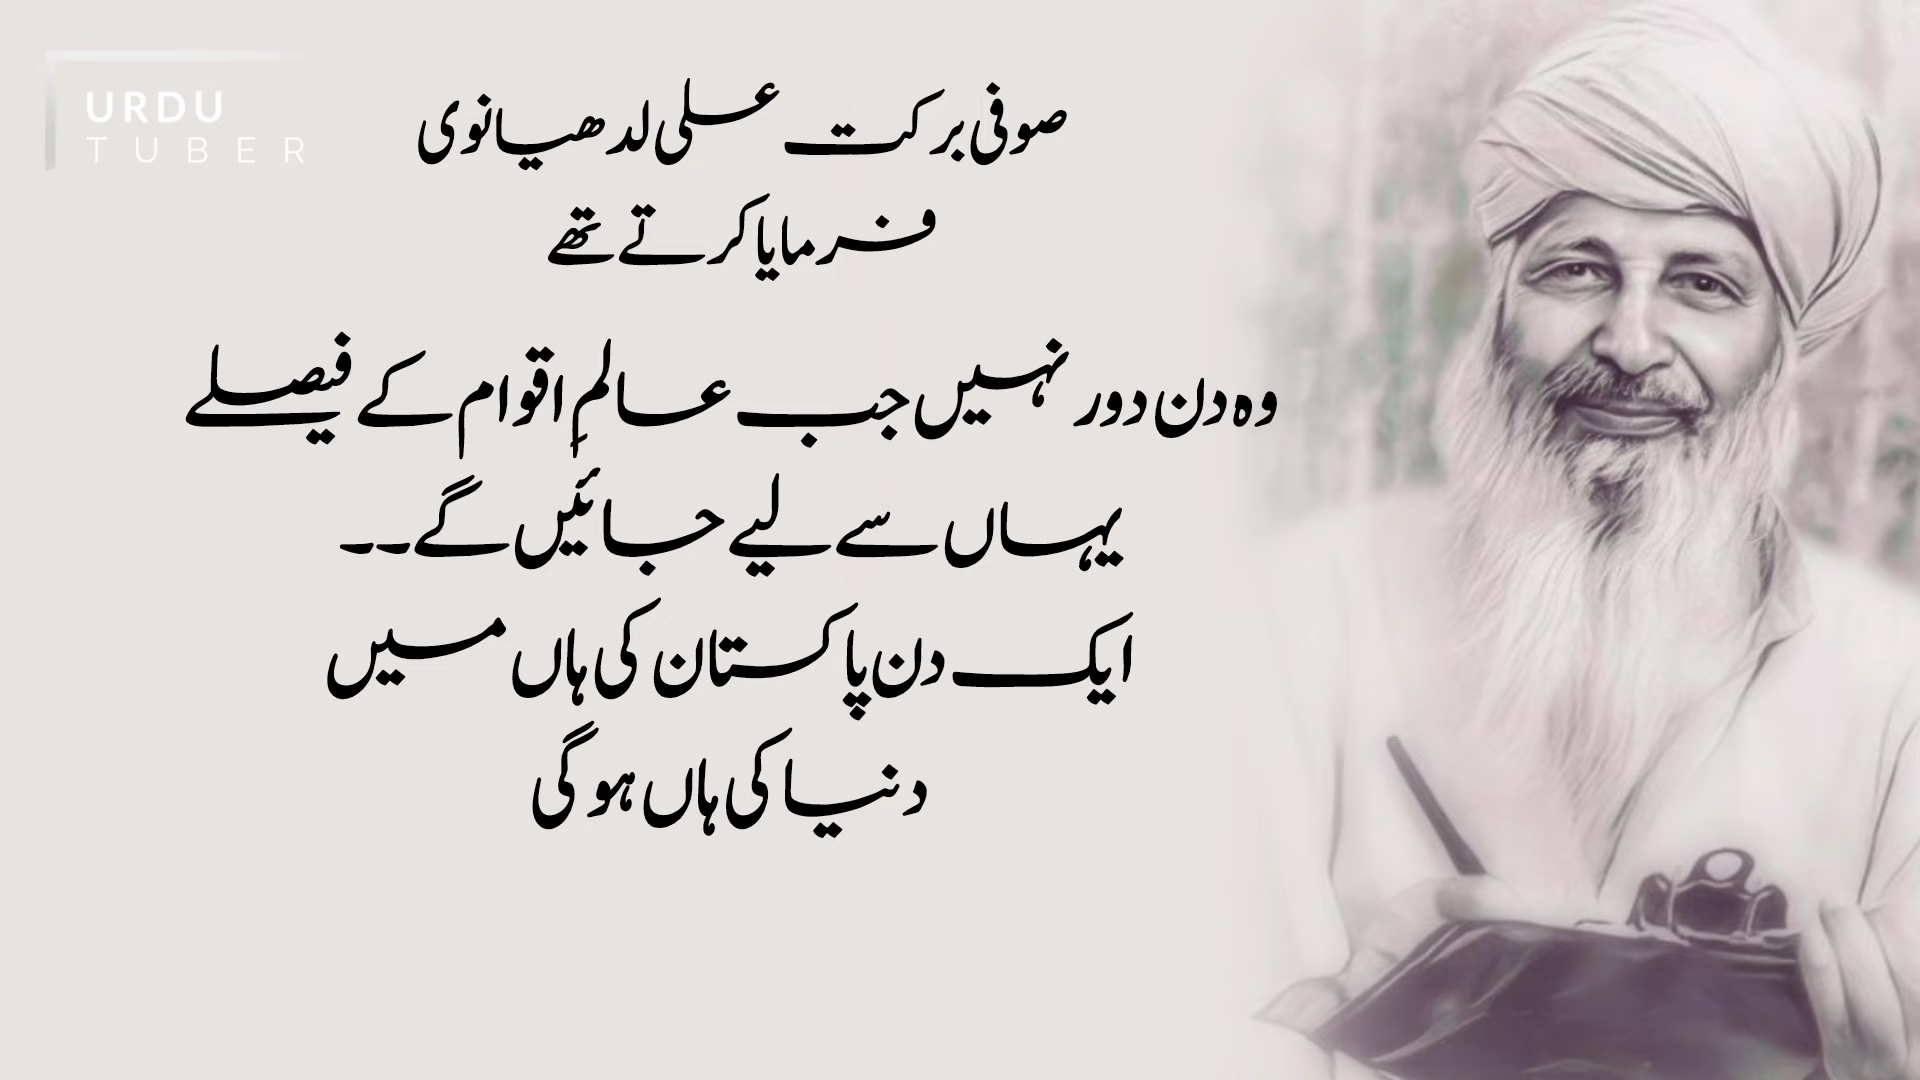 URDU
TUBER
صوفی برکت علی لدھیانوی
فرمایا کرتے تھے
وہ دن دور نہیں جب عالمِ اقوام کے فیصلے
یہاں سے لیے جائیں گے۔۔
ایک دن پاکستان کی ہاں میں
دنیا کی ہاں ہو گی